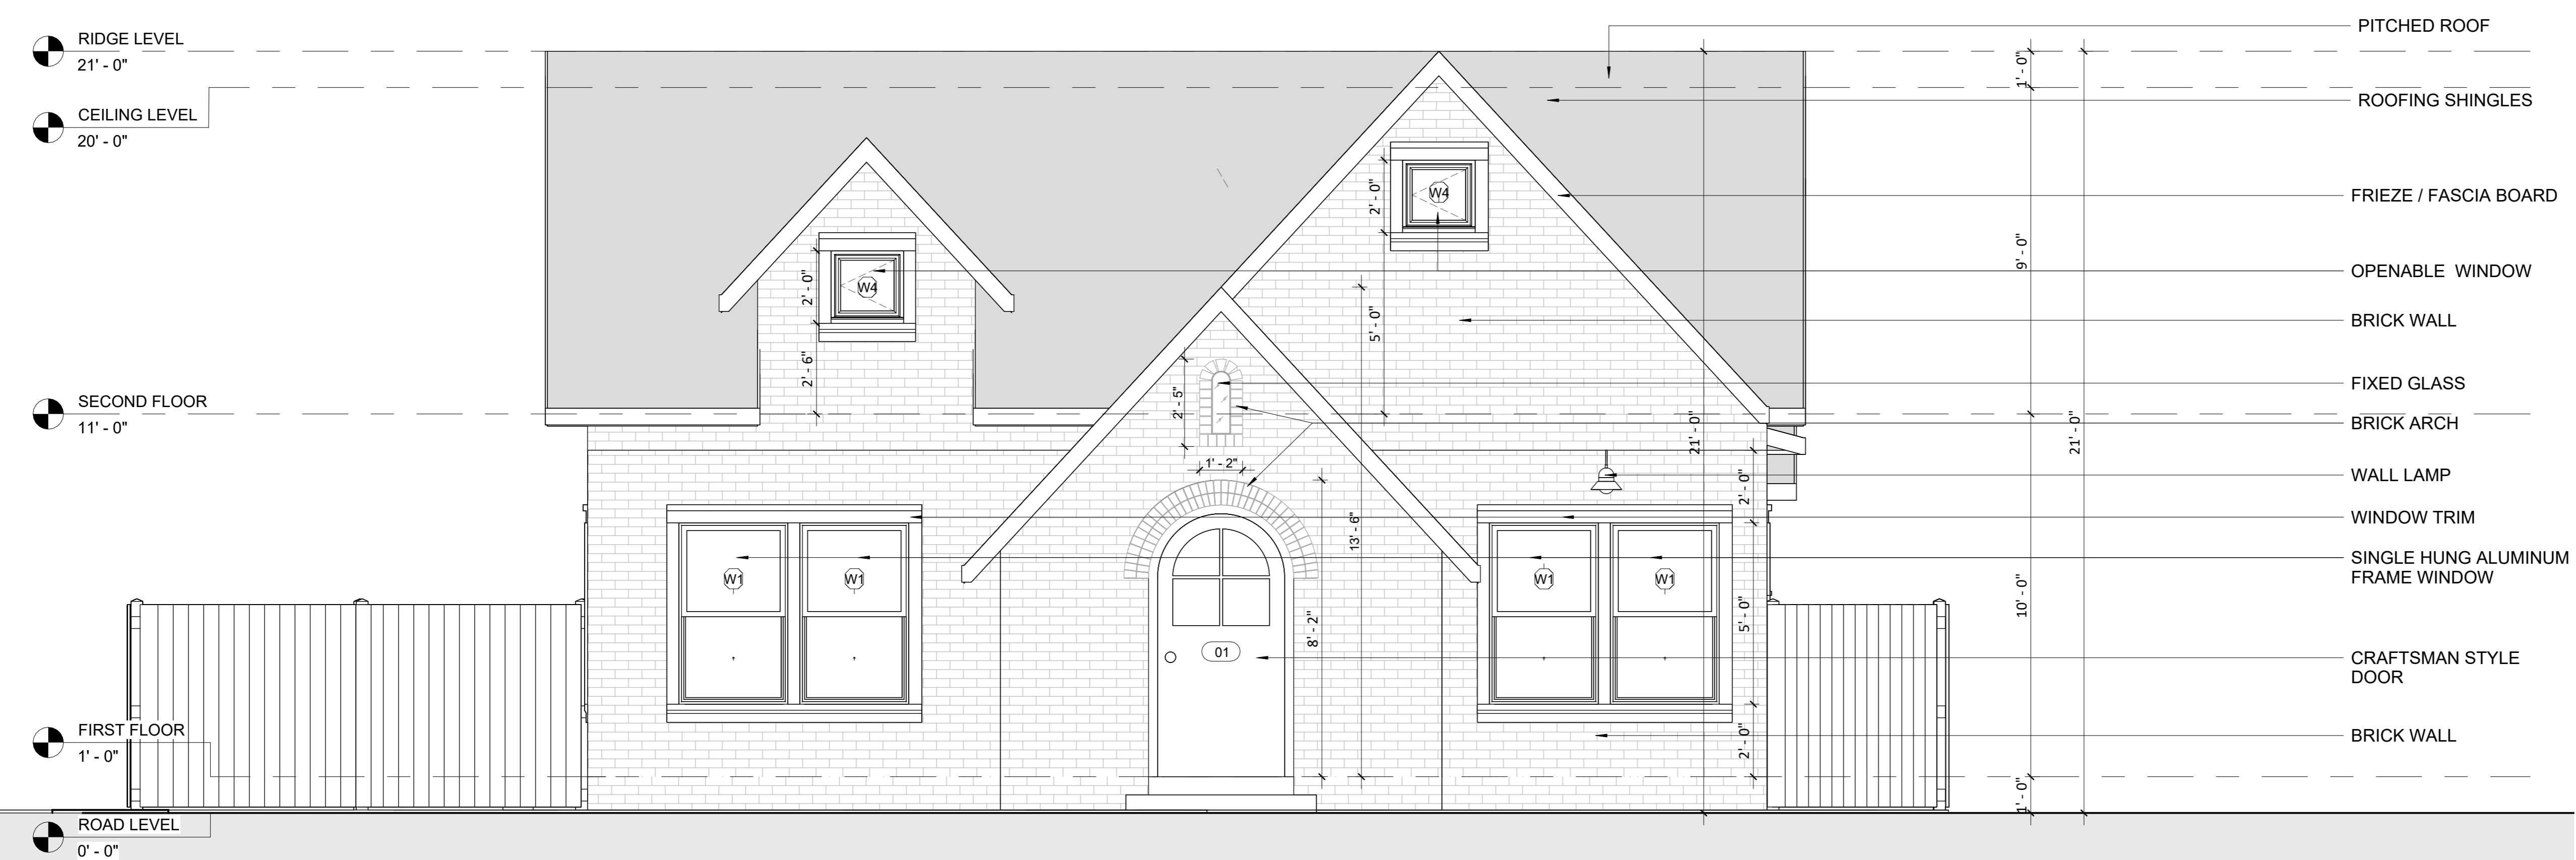 RIDGE LEVEL
21' - 0"
CEILING LEVEL
20' - 0"
SECOND FLOOR
11' - 0"
FIRST FLOOR
1' - 0"
ROAD LEVEL
0' - 0"
W4
2' - 0"
2' - 6"
W4
2' - 0"
5' - 0"
2' - 5"
1' - 2"
13' - 6"
8' - 2"
01
W1
W1
W1
W1
21' - 0"
2' - 0"
5' - 0"
2' - 0"
1' - 0"
9' - 0"
10' - 0"
1' - 0"
21' - 0"
PITCHED ROOF
ROOFING SHINGLES
FRIEZE / FASCIA BOARD
OPENABLE WINDOW
BRICK WALL
FIXED GLASS
BRICK ARCH
WALL LAMP
WINDOW TRIM
SINGLE HUNG ALUMINUM
FRAME WINDOW
CRAFTSMAN STYLE
DOOR
BRICK WALL